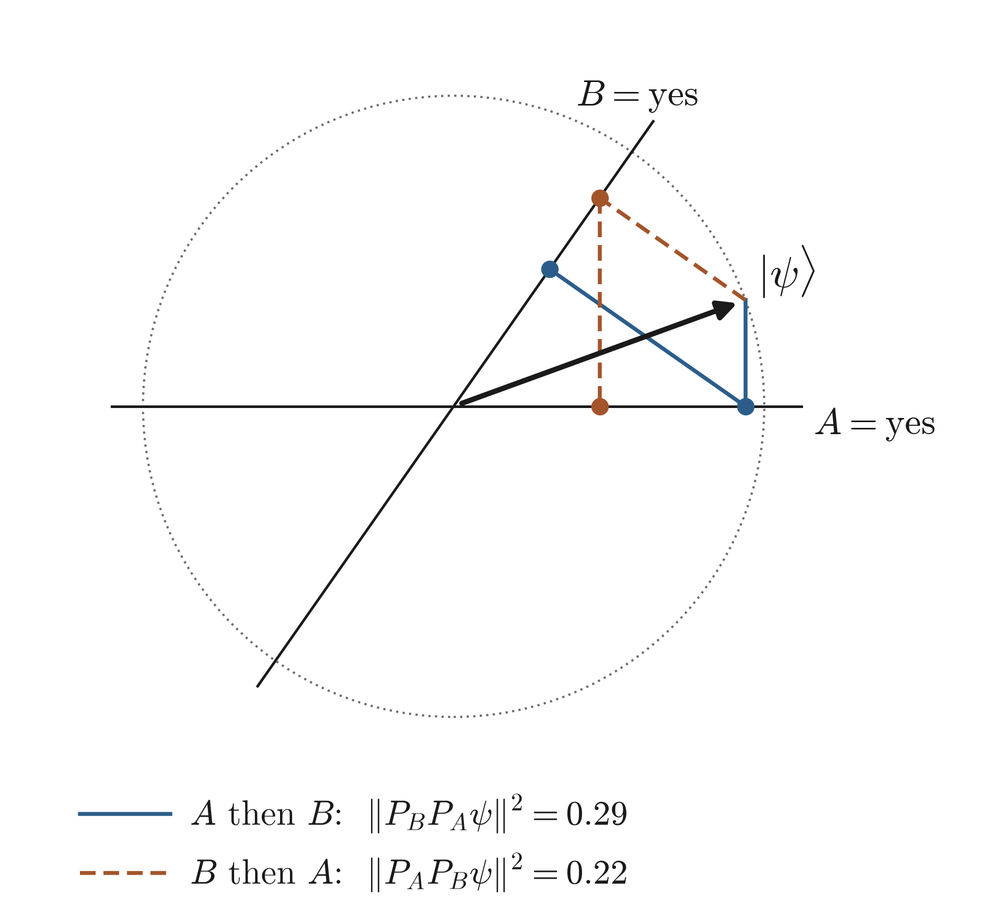 B = yes
|ψ⟩
A = yes
A then B: ‖P_B P_A ψ‖² = 0.29
B then A: ‖P_A P_B ψ‖² = 0.22